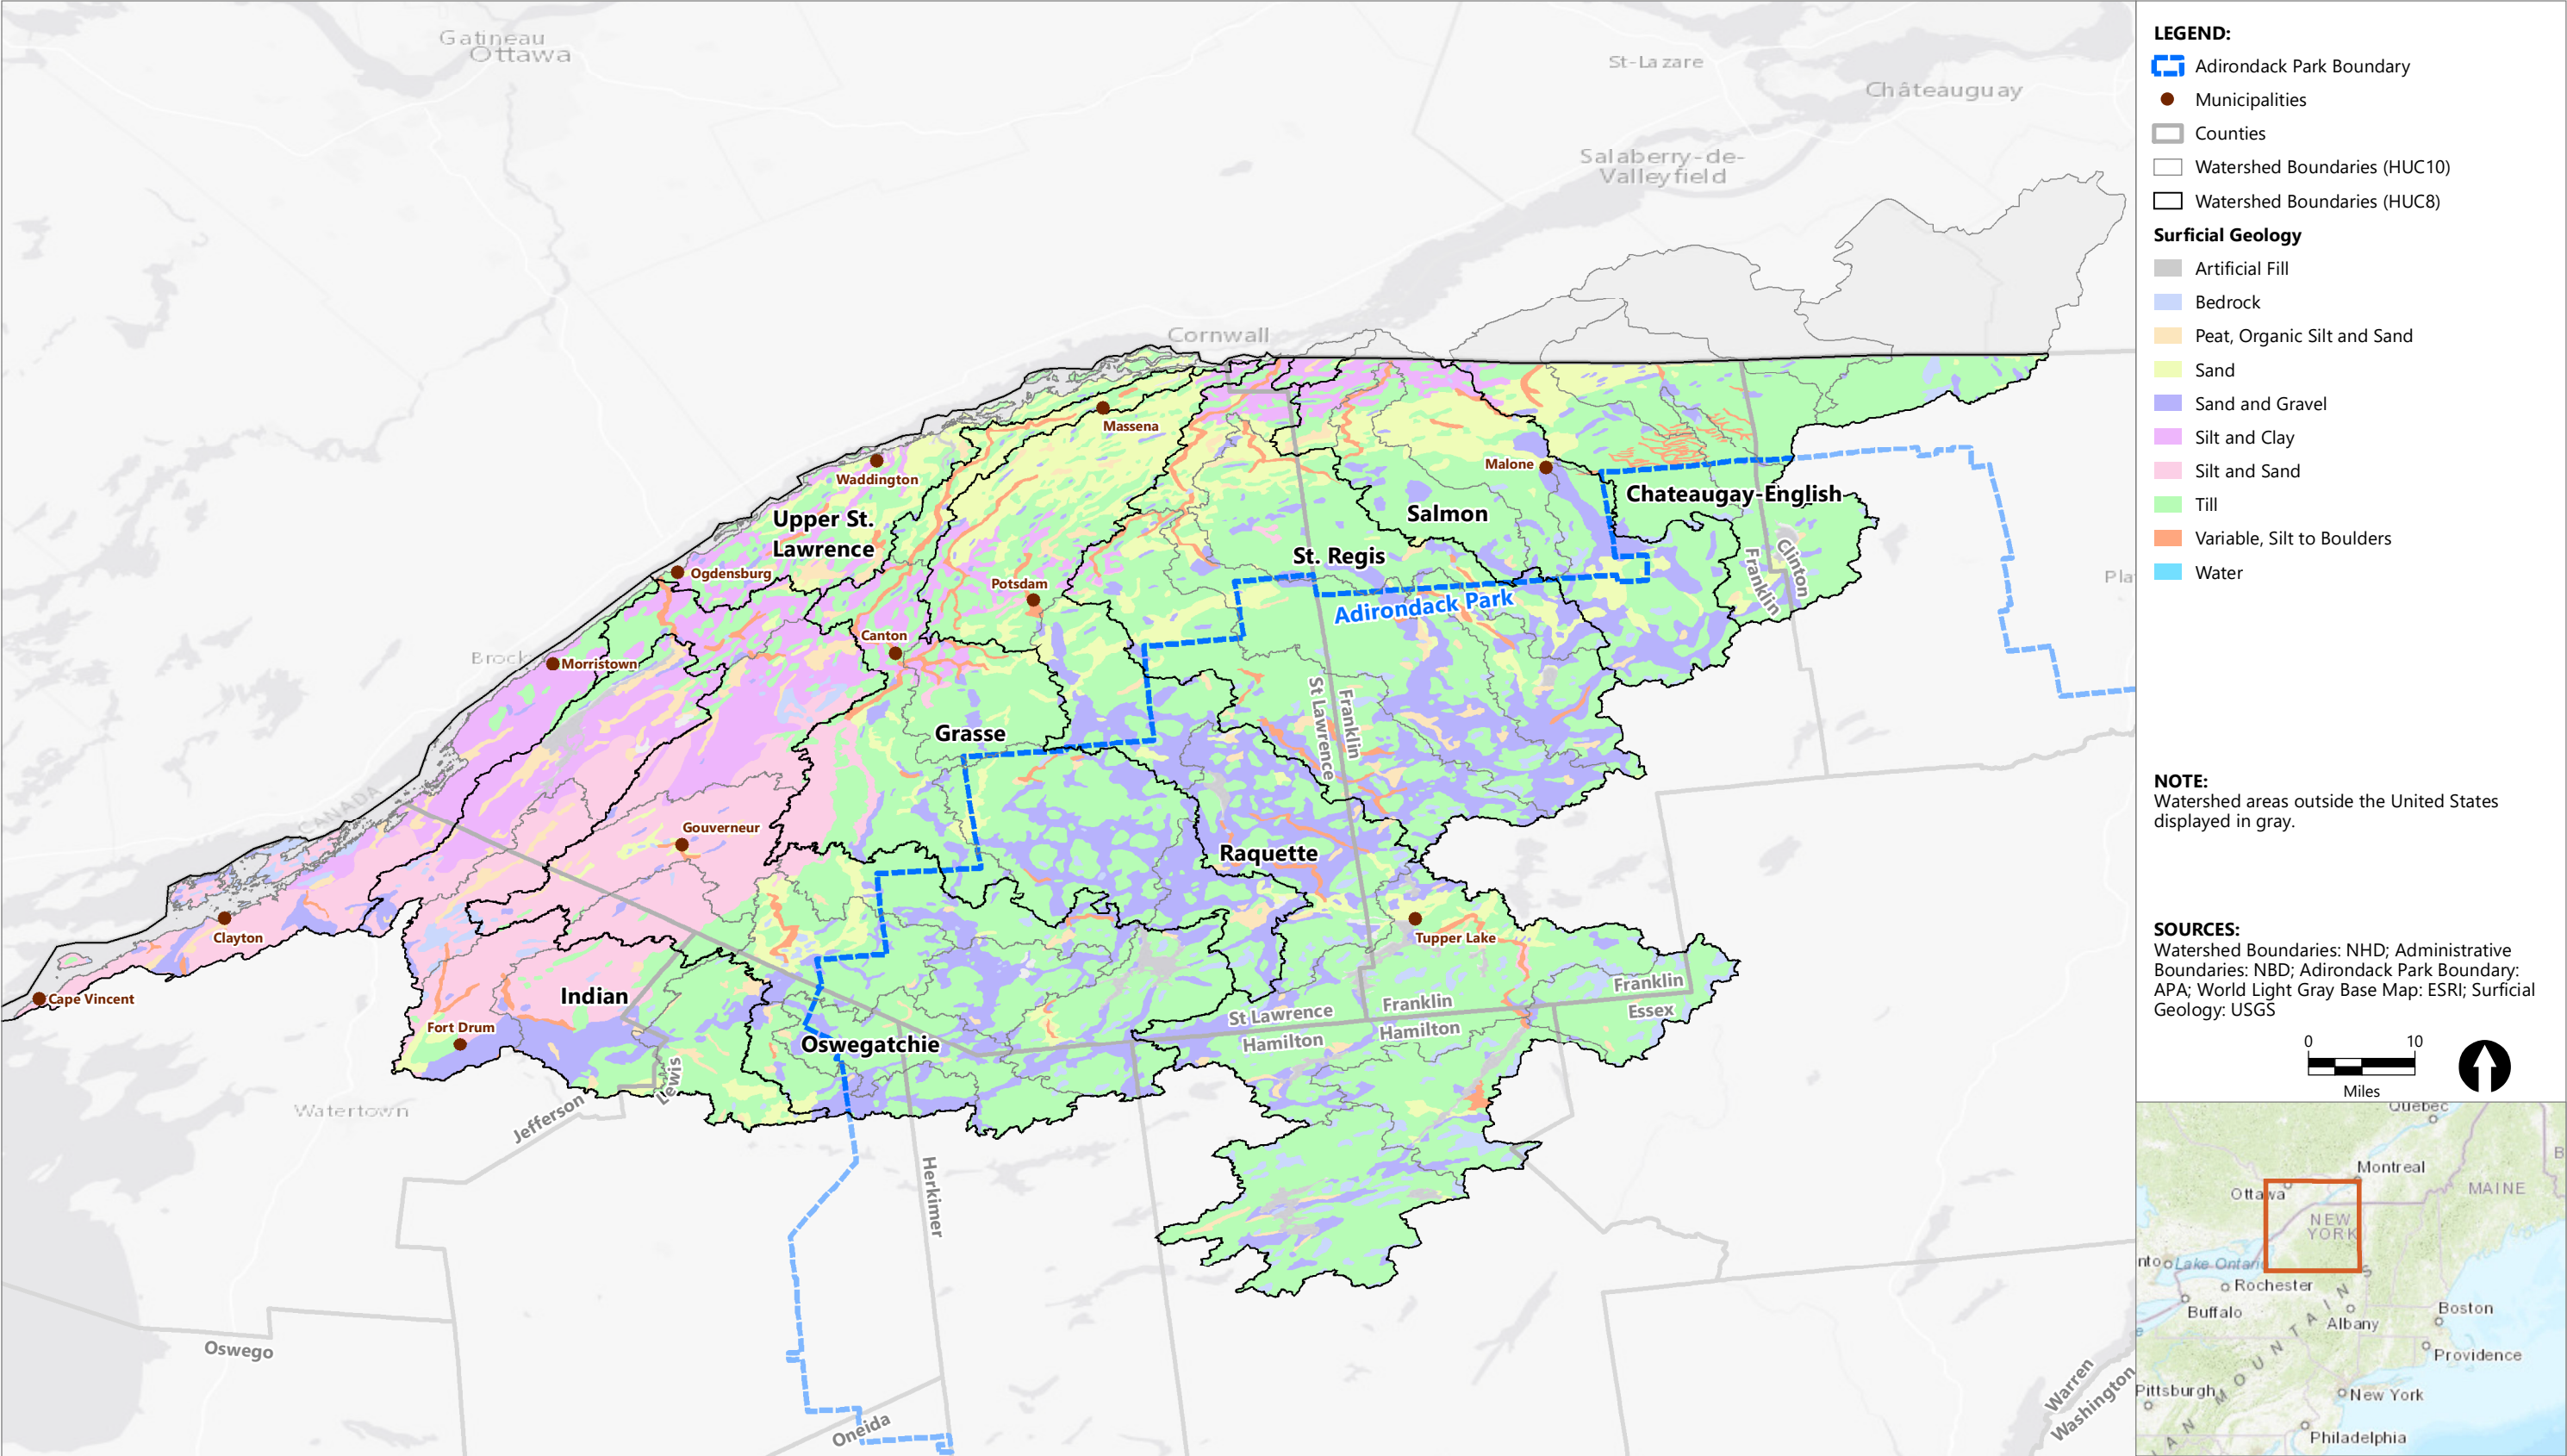 Gatineau
Ottawa
St-Lazare
Châteauguay
Salaberry-de-
Valleyfield
Cornwall
Massena
Waddington
Malone
Chateaugay-English
Salmon
Upper St.
Lawrence
St. Regis
Clinton
Franklin
Ogdensburg
Potsdam
Adirondack Park
Canton
Morristown
Grasse
St Lawrence
Franklin
CANADA
Gouverneur
Raquette
Clayton
Tupper Lake
Cape Vincent
Indian
Fort Drum
Oswegatchie
St Lawrence
Franklin
Franklin
Hamilton
Hamilton
Essex
Lewis
Jefferson
Watertown
Herkimer
Oswego
Oneida
Warren
Washington
LEGEND:
Adirondack Park Boundary
Municipalities
Counties
Watershed Boundaries (HUC10)
Watershed Boundaries (HUC8)
Surficial Geology
Artificial Fill
Bedrock
Peat, Organic Silt and Sand
Sand
Sand and Gravel
Silt and Clay
Silt and Sand
Till
Variable, Silt to Boulders
Water
NOTE:
Watershed areas outside the United States
displayed in gray.
SOURCES:
Watershed Boundaries: NHD; Administrative
Boundaries: NBD; Adirondack Park Boundary:
APA; World Light Gray Base Map: ESRI; Surficial
Geology: USGS
0 10
Miles
Quebec
Montreal
Ottawa
MAINE
NEW
YORK
Rochester
Buffalo
Boston
Albany
Providence
Pittsburgh
New York
Philadelphia